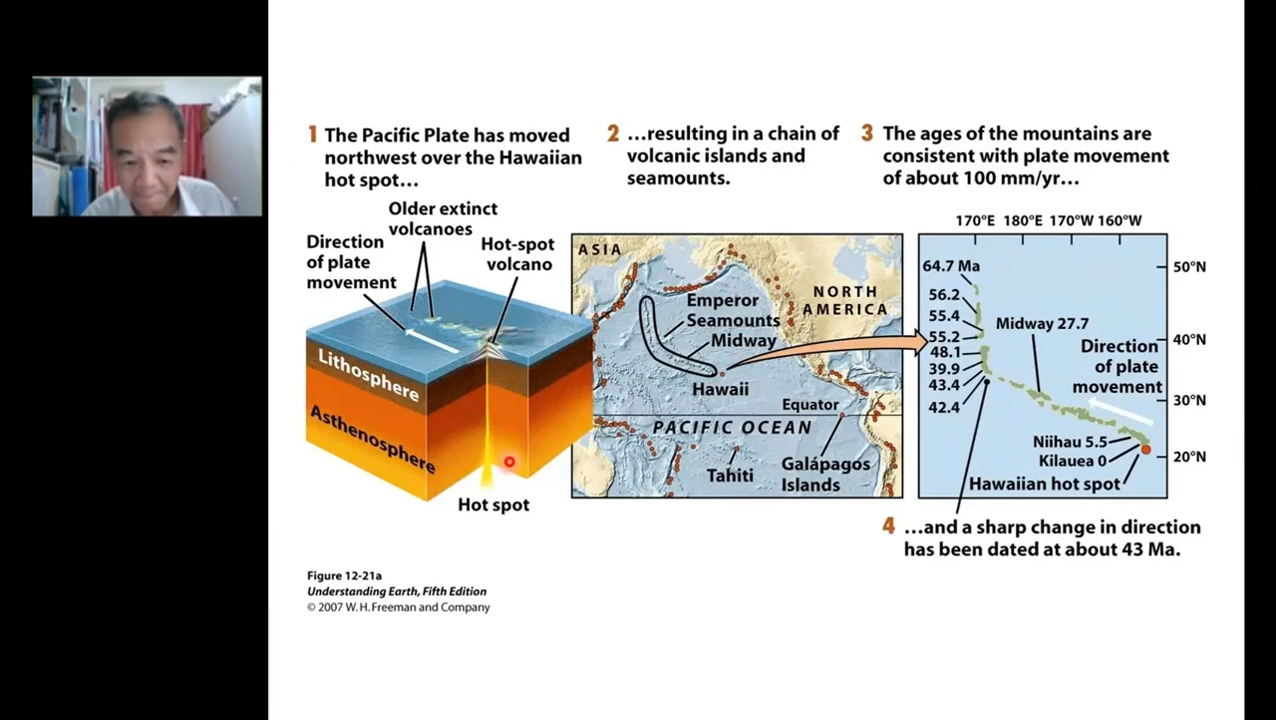 1 The Pacific Plate has moved
northwest over the Hawaiian
hot spot…
2 …resulting in a chain of
volcanic islands and
seamounts.
3 The ages of the mountains are
consistent with plate movement
of about 100 mm/yr…
Older extinct
volcanoes
Direction
of plate
movement
Hot-spot
volcano
Lithosphere
Asthenosphere
Hot spot
ASIA
NORTH
AMERICA
Emperor
Seamounts
Midway
Hawaii
Equator
PACIFIC OCEAN
Tahiti
Galápagos
Islands
170°E 180°E 170°W 160°W
50°N
40°N
30°N
20°N
64.7 Ma
56.2
55.4
55.2
48.1
39.9
43.4
42.4
Midway 27.7
Direction
of plate
movement
Niihau 5.5
Kilauea 0
Hawaiian hot spot
4 …and a sharp change in direction
has been dated at about 43 Ma.
Figure 12-21a
Understanding Earth, Fifth Edition
© 2007 W. H. Freeman and Company